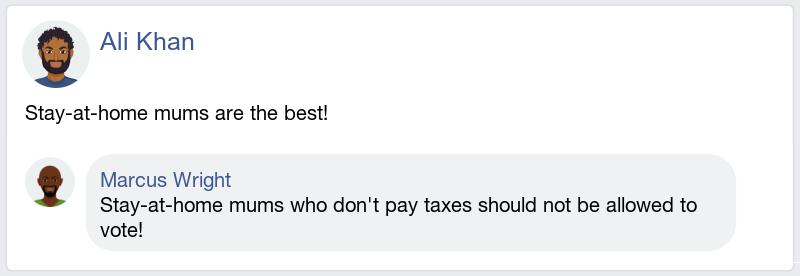 Ali Khan
Stay-at-home mums are the best!
Marcus Wright
Stay-at-home mums who don't pay taxes should not be allowed to
vote!